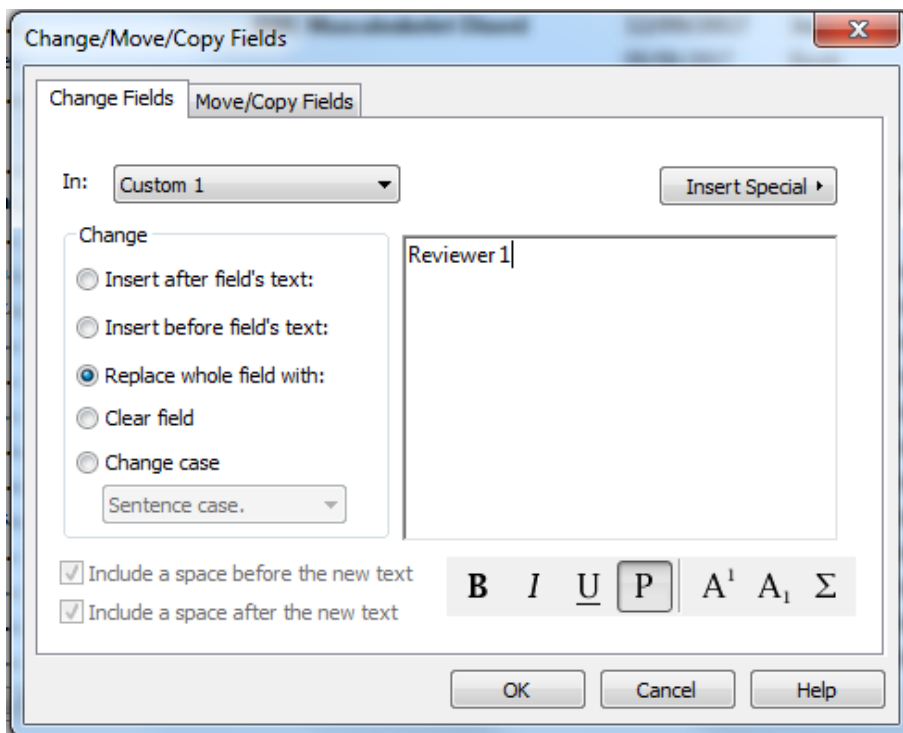 Change/Move/Copy Fields
Change Fields
Move/Copy Fields
In:
Custom 1
Insert Special
Change
Insert after field's text:
Insert before field's text:
Replace whole field with:
Clear field
Change case
Sentence case.
Reviewer 1
Include a space before the new text
Include a space after the new text
B I U P A¹ A₁ Σ
OK
Cancel
Help